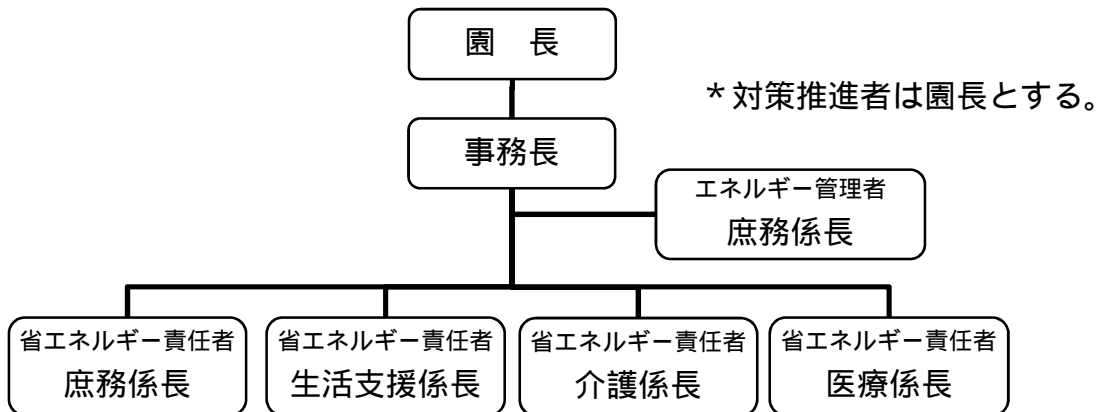 園　長
*対策推進者は園長とする。
事務長
エネルギー管理者
庶務係長
省エネルギー責任者
庶務係長
省エネルギー責任者
生活支援係長
省エネルギー責任者
介護係長
省エネルギー責任者
医療係長